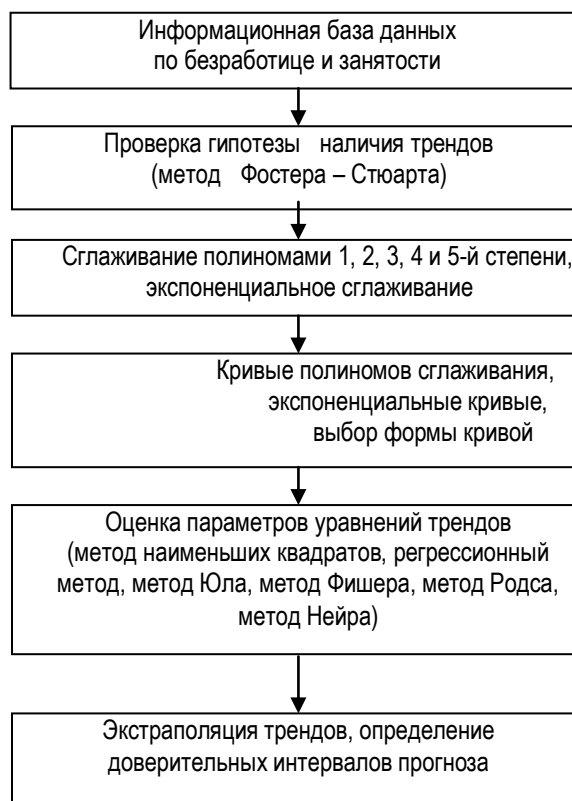 Информационная база данных
по безработице и занятости
Проверка гипотезы наличия трендов
(метод Фостера – Стюарта)
Сглаживание полиномами 1, 2, 3, 4 и 5-й степени,
экспоненциальное сглаживание
Кривые полиномов сглаживания,
экспоненциальные кривые,
выбор формы кривой
Оценка параметров уравнений трендов
(метод наименьших квадратов, регрессионный
метод, метод Юла, метод Фишера, метод Родса,
метод Нейра)
Экстраполяция трендов, определение
доверительных интервалов прогноза